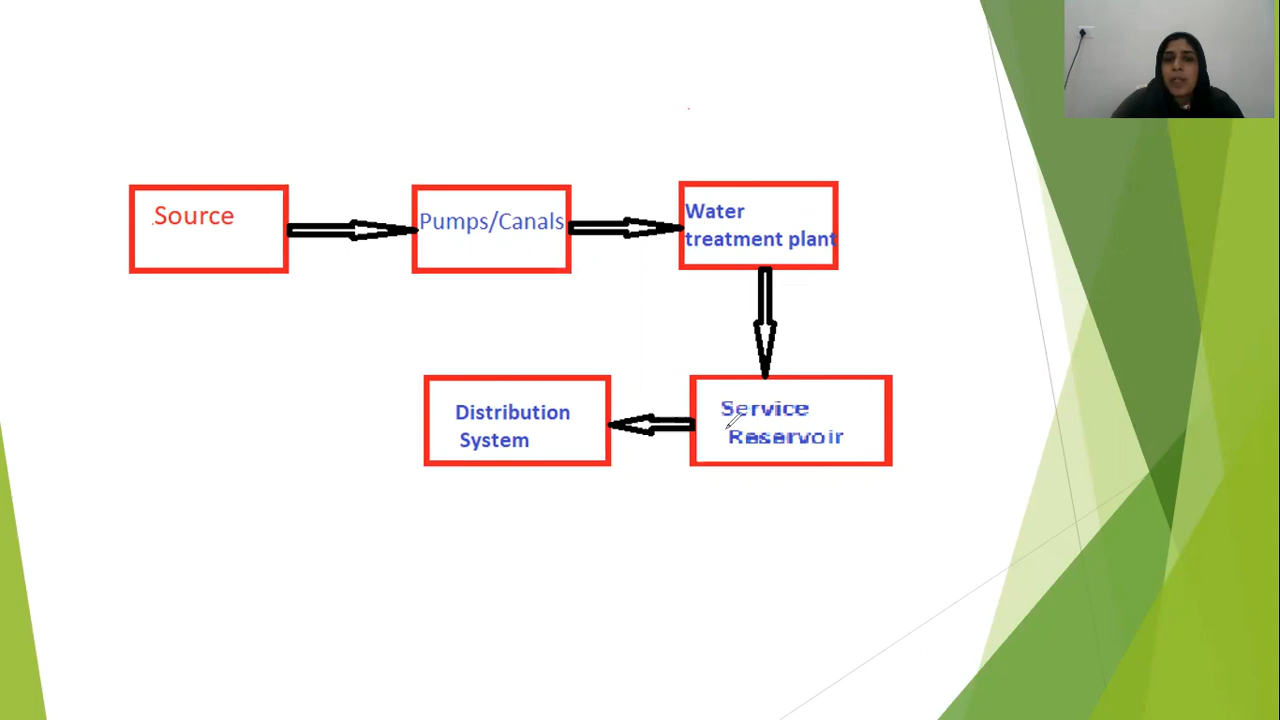 Source
Pumps/Canals
Water
treatment plant
Service
Reservoir
Distribution
System